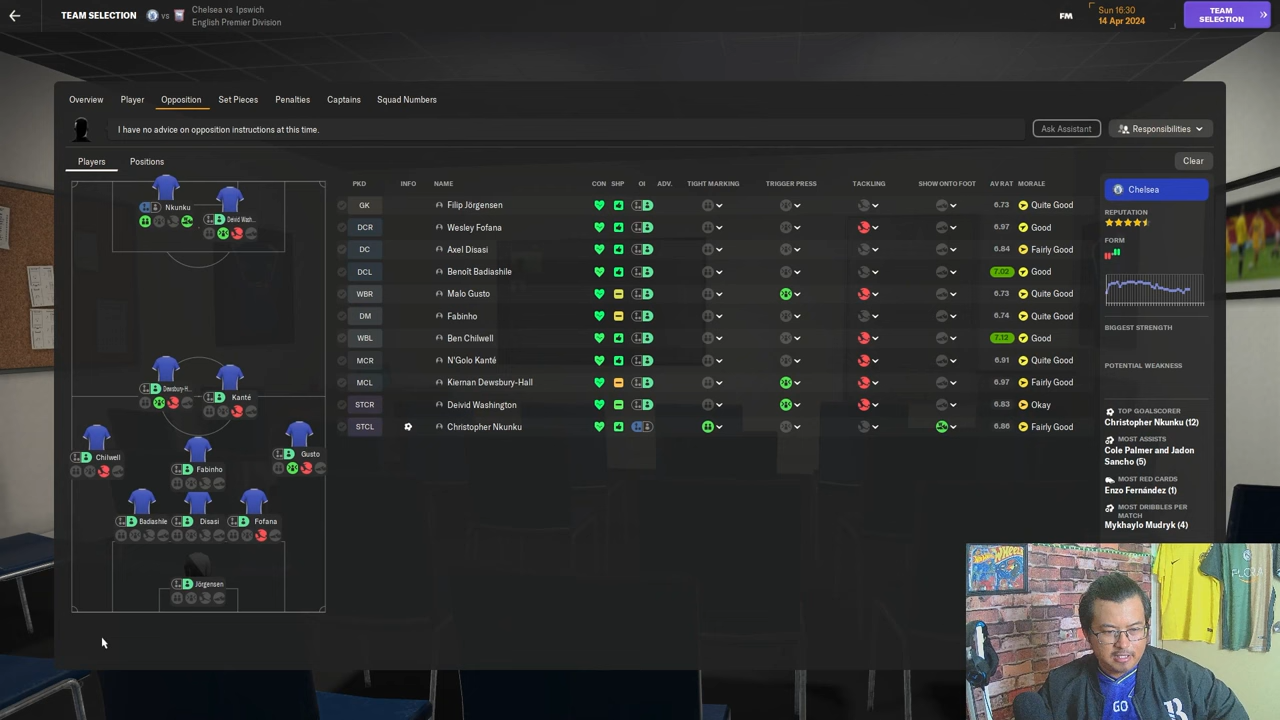 TEAM SELECTION
vs
Chelsea vs Ipswich
English Premier Division
FM
Sun 16:30
14 Apr 2024
TEAM
SELECTION
Overview
Player
Opposition
Set Pieces
Penalties
Captains
Squad Numbers
I have no advice on opposition instructions at this time.
Ask Assistant
Responsibilities
Players
Positions
Clear
Nkunku
Deivid Wash...
Dewsbury-H...
Kanté
Chilwell
Fabinho
Gusto
Badiashile
Disasi
Fofana
Jörgensen
PKD INFO NAME CON SHP OI ADV. TIGHT MARKING TRIGGER PRESS TACKLING SHOW ONTO FOOT AV RAT MORALE
GK Filip Jörgensen 6.73 Quite Good
DCR Wesley Fofana 6.97 Good
DC Axel Disasi 6.84 Fairly Good
DCL Benoît Badiashile 7.02 Good
WBR Malo Gusto 6.73 Quite Good
DM Fabinho 6.74 Quite Good
WBL Ben Chilwell 7.12 Good
MCR N'Golo Kanté 6.91 Quite Good
MCL Kiernan Dewsbury-Hall 6.97 Fairly Good
STCR Deivid Washington 6.83 Okay
STCL Christopher Nkunku 6.86 Fairly Good
Chelsea
REPUTATION
FORM
BIGGEST STRENGTH
POTENTIAL WEAKNESS
TOP GOALSCORER
Christopher Nkunku (12)
MOST ASSISTS
Cole Palmer and Jadon
Sancho (5)
MOST RED CARDS
Enzo Fernández (1)
MOST DRIBBLES PER
MATCH
Mykhaylo Mudryk (4)
GO